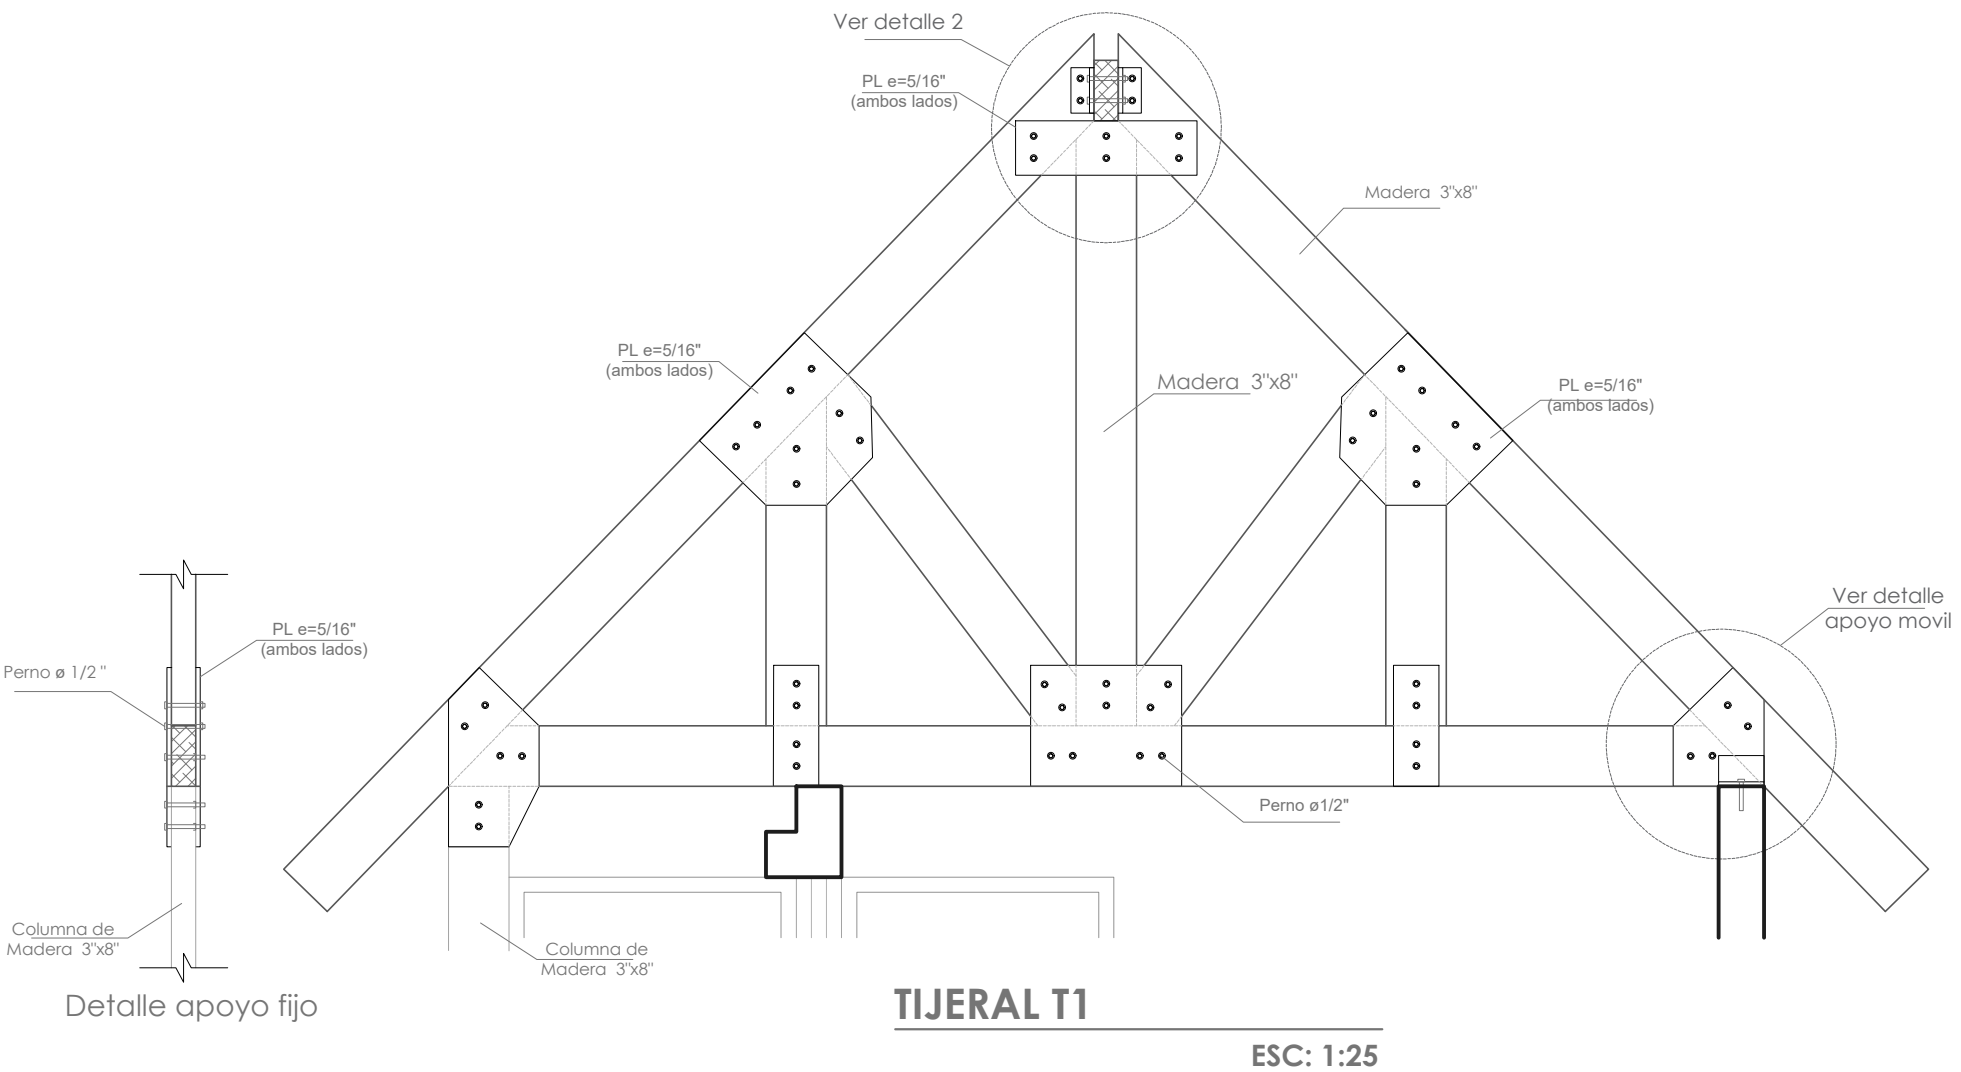 Ver detalle 2
PL e=5/16"
(ambos lados)
Madera 3"x8"
PL e=5/16"
(ambos lados)
Madera 3"x8"
PL e=5/16"
(ambos lados)
Ver detalle
apoyo movil
PL e=5/16"
(ambos lados)
Perno ø 1/2 "
Perno ø1/2"
Columna de
Madera 3"x8"
Columna de
Madera 3"x8"
Detalle apoyo fijo
TIJERAL T1
ESC: 1:25